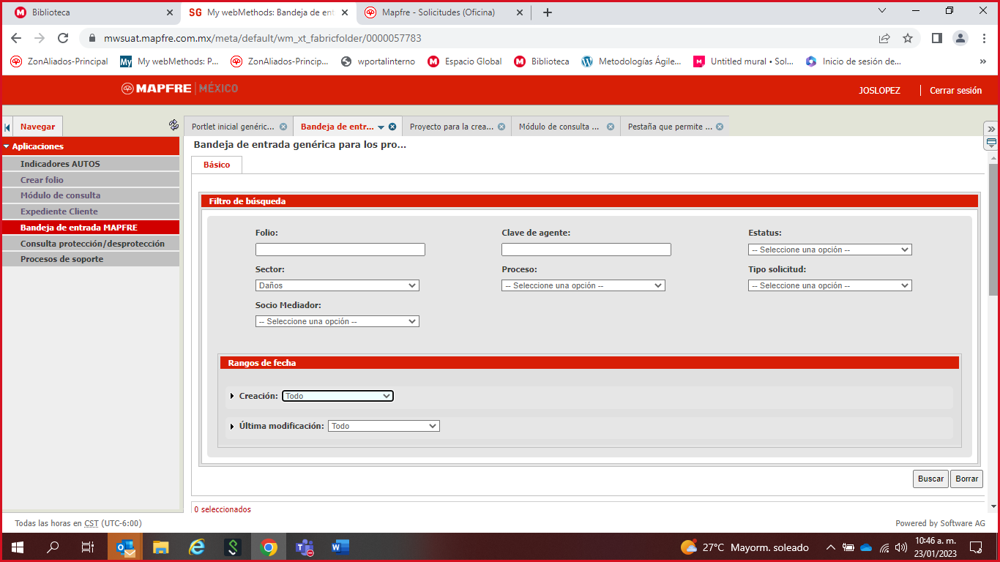 Biblioteca
SG My webMethods: Bandeja de ent
Mapfre - Solicitudes (Oficina)
mwsuat.mapfre.com.mx/meta/default/wm_xt_fabricfolder/0000057783
ZonAliados-Principal
My webMethods: P...
ZonAliados-Princip...
wportalinterno
Espacio Global
Biblioteca
Metodologías Ágile...
Untitled mural • Sol...
Inicio de sesión de...
MAPFRE | MÉXICO
JOSLOPEZ
Cerrar sesión
Navegar
Portlet inicial genéric...
Bandeja de entr...
Proyecto para la crea...
Módulo de consulta ...
Pestaña que permite ...
Aplicaciones
Indicadores AUTOS
Crear folio
Módulo de consulta
Expediente Cliente
Bandeja de entrada MAPFRE
Consulta protección/desprotección
Procesos de soporte
Bandeja de entrada genérica para los pro...
Básico
Filtro de búsqueda
Folio:
Clave de agente:
Estatus:
-- Seleccione una opción --
Sector:
Proceso:
Tipo solicitud:
Daños
-- Seleccione una opción --
-- Seleccione una opción --
Socio Mediador:
-- Seleccione una opción --
Rangos de fecha
Creación: Todo
Última modificación: Todo
Buscar
Borrar
0 seleccionados
Todas las horas en CST (UTC-6:00)
Powered by Software AG
27°C Mayorm. soleado
10:46 a. m.
23/01/2023